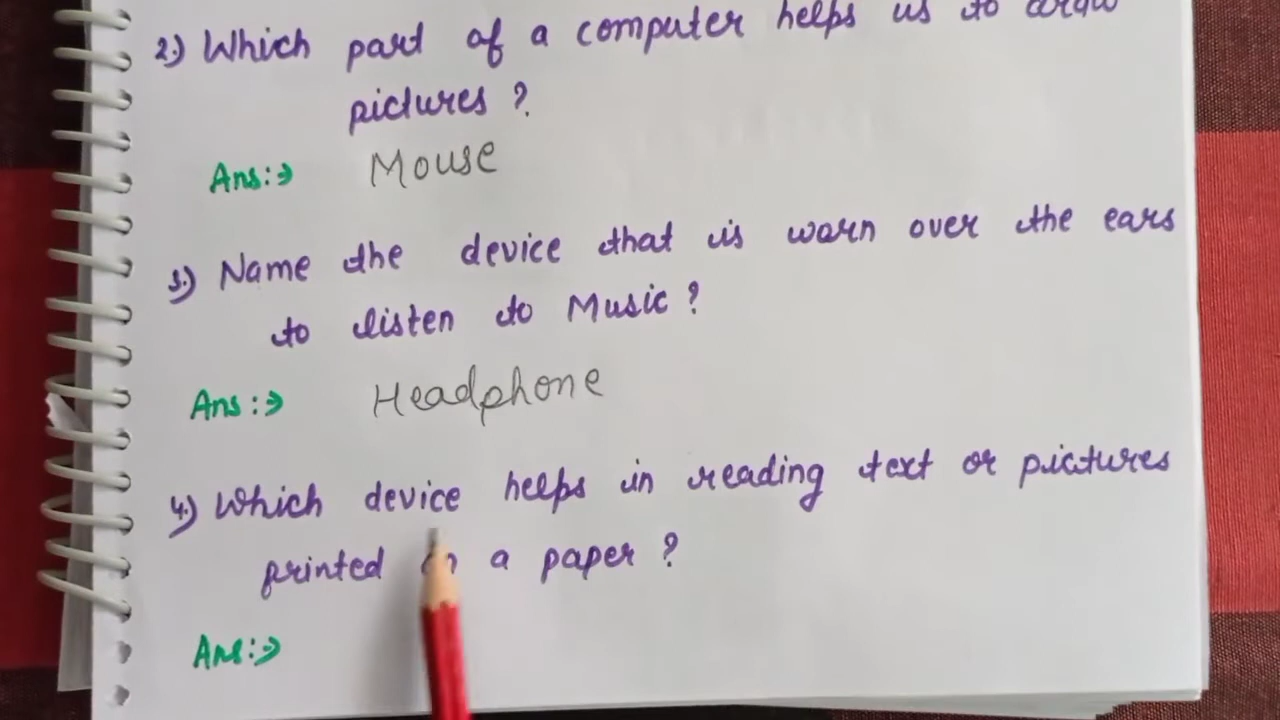 2.) Which part of a computer helps us to draw
pictures ?
Ans:→ Mouse
3.) Name the device that is worn over the ears
to listen to Music ?
Ans:→ Headphone
4.) Which device helps in reading text or pictures
printed on a paper ?
Ans:→